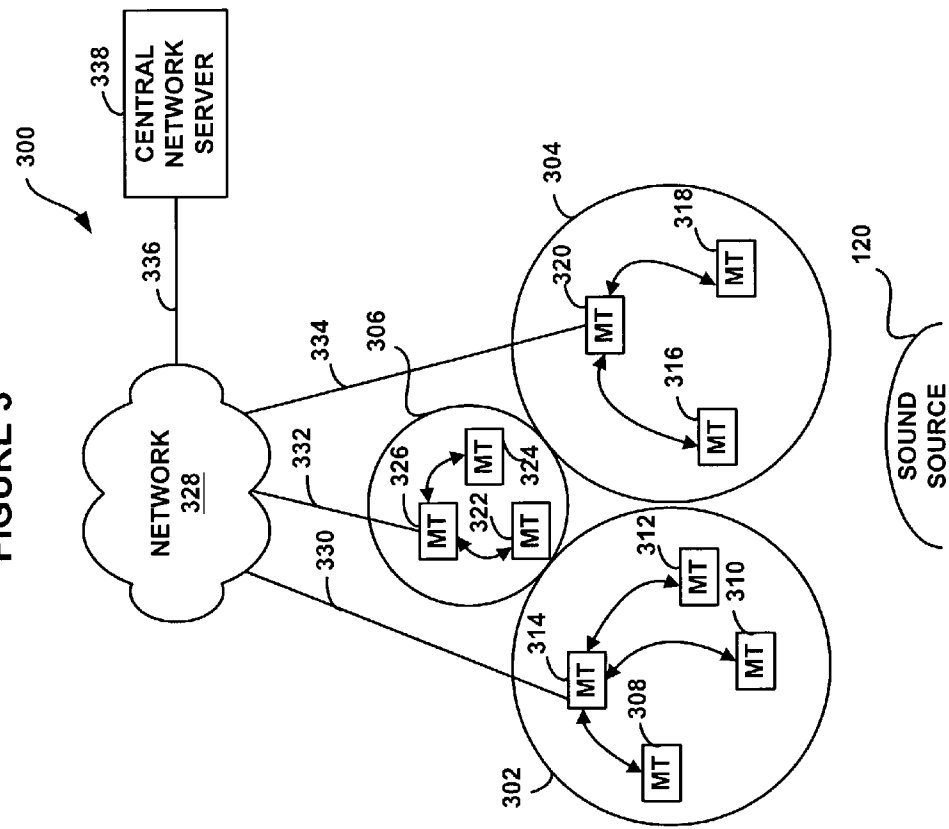 FIGURE 3
300
338
CENTRAL
NETWORK
SERVER
336
NETWORK
328
330
332
334
306
326
MT
MT
324
322
MT
304
320
MT
318
MT
316
MT
314
MT
312
MT
310
MT
308
MT
302
120
SOUND
SOURCE